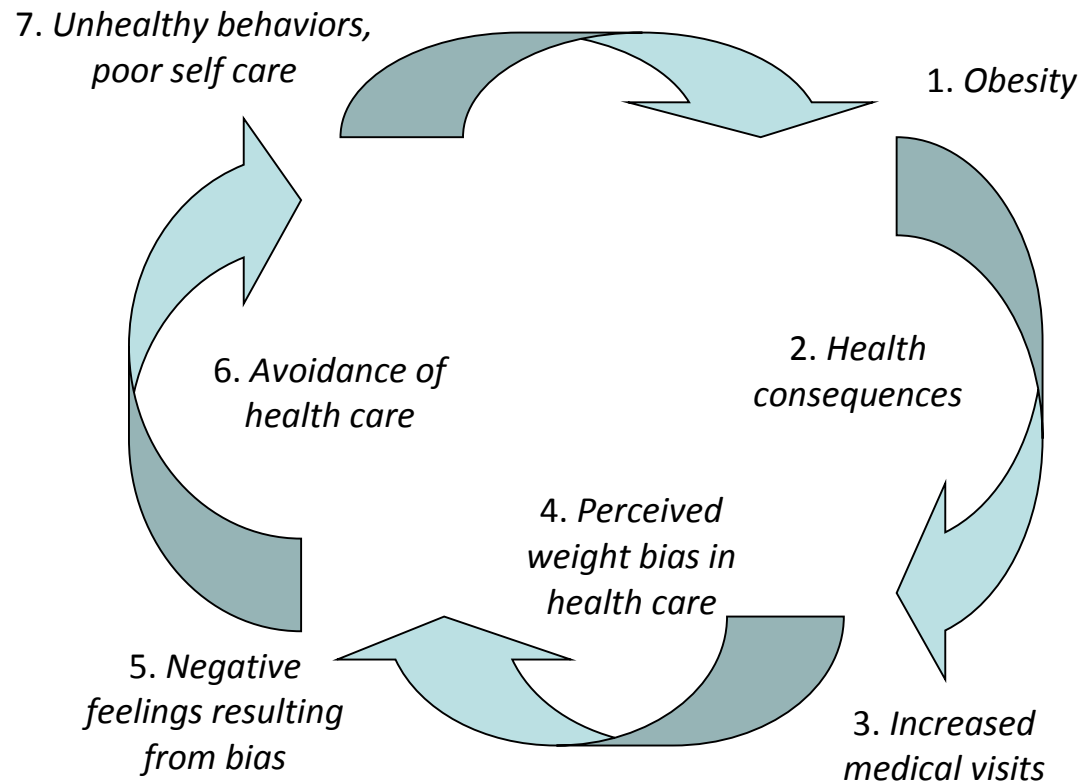 7. Unhealthy behaviors,
poor self care
1. Obesity
2. Health
consequences
6. Avoidance of
health care
4. Perceived
weight bias in
health care
5. Negative
feelings resulting
from bias
3. Increased
medical visits